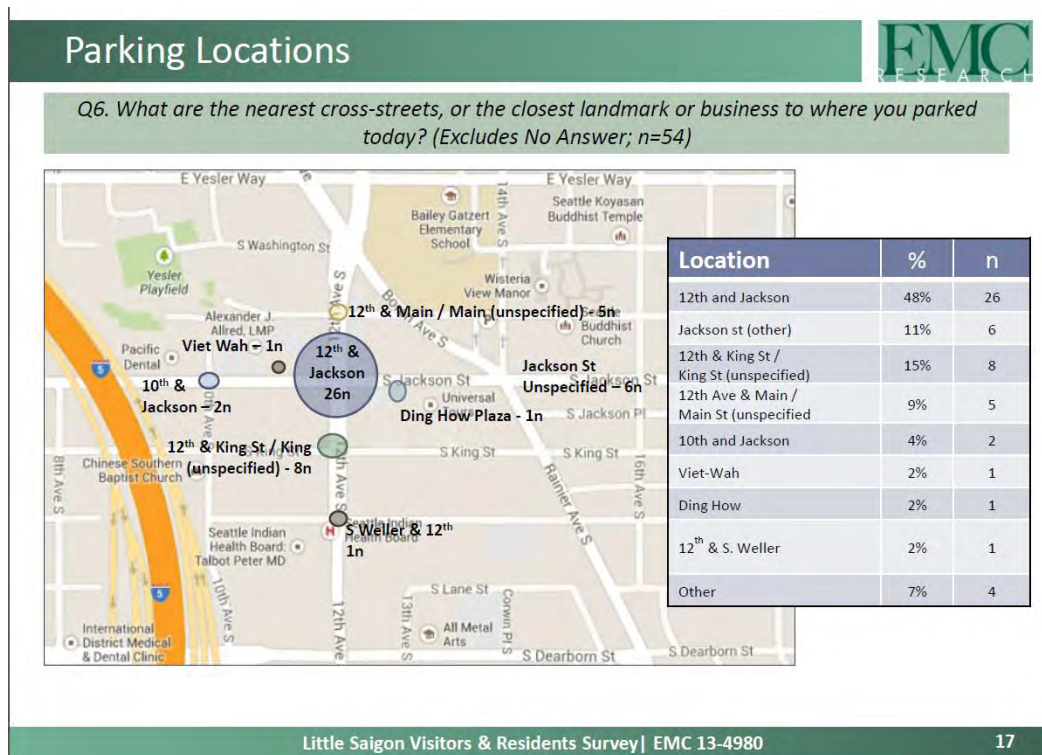 Parking Locations
EMC
RESEARCH
Q6. What are the nearest cross-streets, or the closest landmark or business to where you parked
today? (Excludes No Answer; n=54)
E Yesler Way
E Yesler Way
Bailey Gatzert
Elementary
School
14th Ave S
Seattle Koyasan
Buddhist Temple
S Washington St
Yesler
Playfield
Wisteria
View Manor
12th & Main / Main (unspecified) - 5n
Alexander J.
Allred, LMP
Buddhist
Church
Viet Wah – 1n
Pacific
Dental
12th &
Jackson
26n
5
10th &
Jackson – 2n
S Jackson St
Jackson St
Unspecified – 6n
S Jackson St
Universal
Ding How Plaza - 1n
S Jackson Pl
12th & King St / King
(unspecified) - 8n
S King St
S King St
8th Ave S
Chinese Southern
Baptist Church
16th Ave S
Rainier Ave S
H
S Weller & 12th
1n
Seattle Indian
Health Board
Seattle Indian
Health Board:
Talbot Peter MD
10th Ave S
5
S Lane St
12th Ave
13th Ave S
Corwin Pl S
All Metal
Arts
International
District Medical
& Dental Clinic
S Dearborn St
S Dearborn St
Location % n
12th and Jackson 48% 26
Jackson st (other) 11% 6
12th & King St /
King St (unspecified) 15% 8
12th Ave & Main /
Main St (unspecified 9% 5
10th and Jackson 4% 2
Viet-Wah 2% 1
Ding How 2% 1
12th & S. Weller 2% 1
Other 7% 4
Little Saigon Visitors & Residents Survey| EMC 13-4980
17